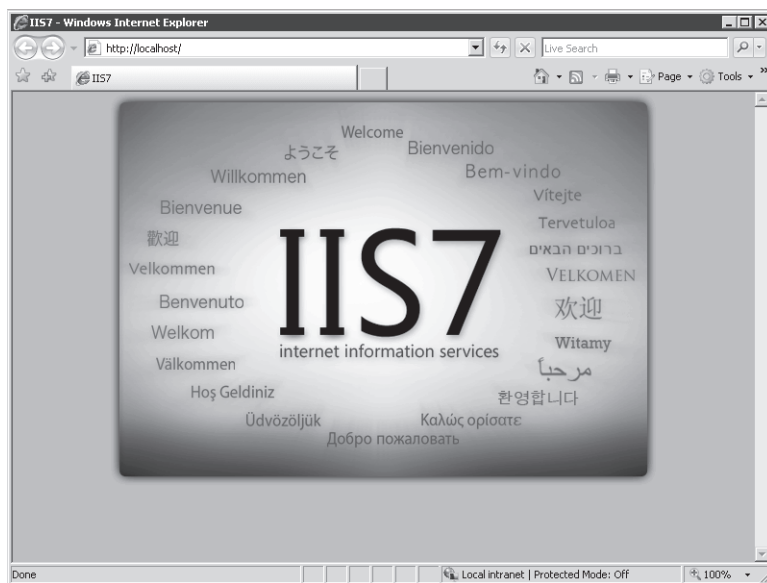 IIS7 - Windows Internet Explorer
http://localhost/
Live Search
IIS7
Page
Tools
Welcome
ようこそ
Bienvenido
Willkommen
Bem-vindo
Vítejte
Bienvenue
Tervetuloa
歡迎
ברוכים הבאים
Velkommen
VELKOMEN
IIS7
Benvenuto
欢迎
Welkom
Witamy
internet information services
Välkommen
مرحباً
Hoş Geldiniz
환영합니다
Üdvözöljük
Καλώς ορίσατε
Добро пожаловать
Done
Local intranet | Protected Mode: Off
100%